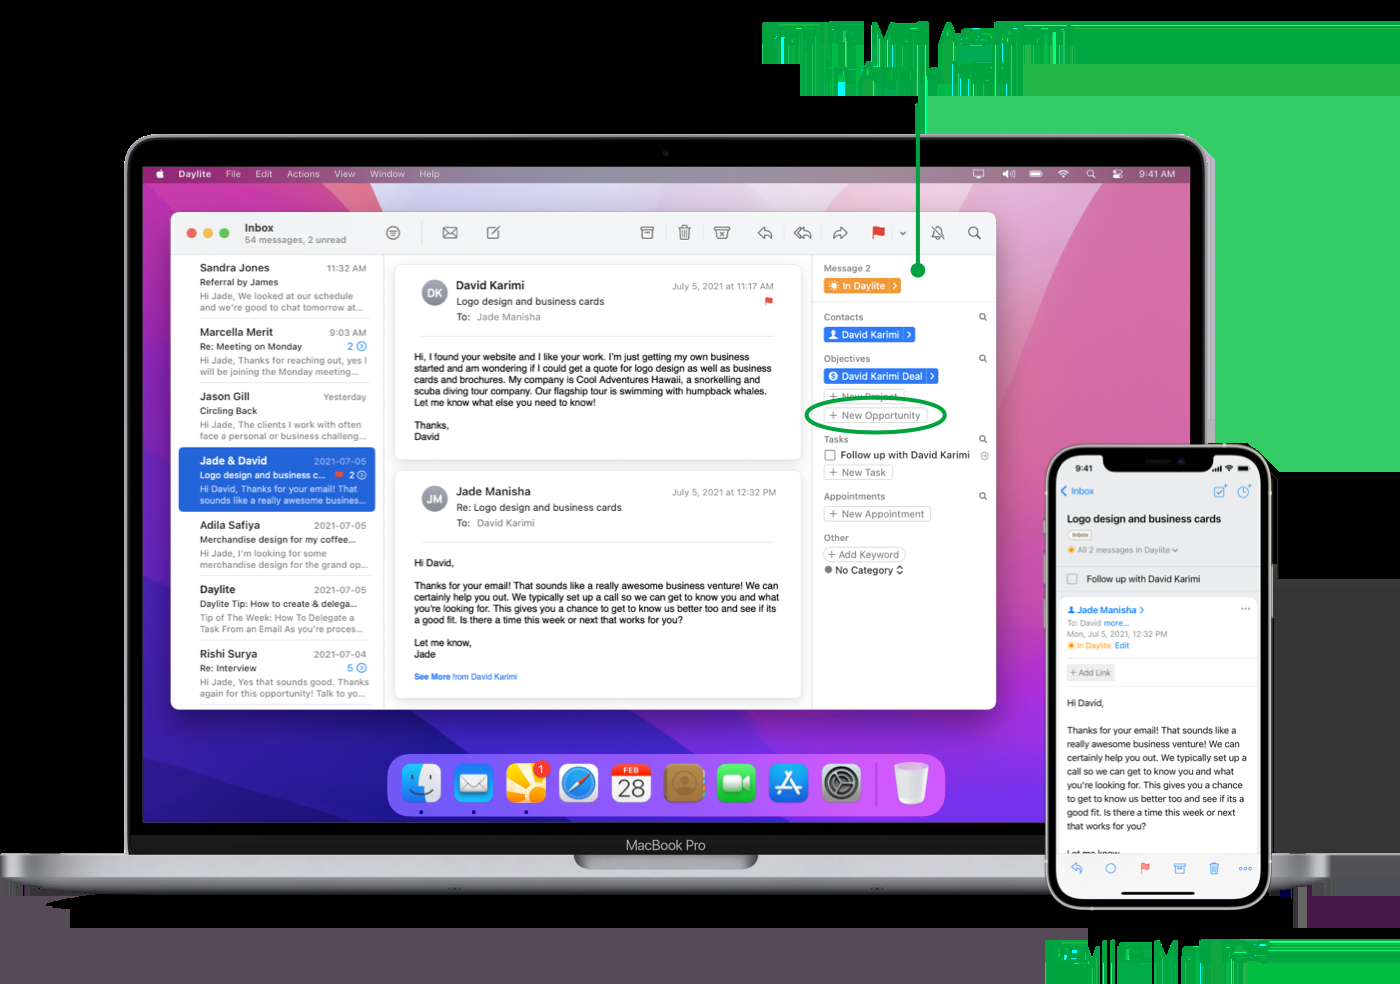 Daylite File Edit Actions View Window Help 9:41 AM
Inbox
54 messages, 2 unread
Sandra Jones 11:32 AM
Referral by James
Hi Jade, We looked at our schedule
and we're good to chat tomorrow at...
Marcella Merit 9:03 AM
Re: Meeting on Monday 2
Hi Jade, Thanks for reaching out, yes I
will be joining the Monday meeting...
Jason Gill Yesterday
Circling Back
Hi Jade, The clients I work with often
face a personal or business challeng...
Jade & David 2021-07-05
Logo design and business c... 2
Hi David, Thanks for your email! That
sounds like a really awesome busines...
Adila Safiya 2021-07-05
Merchandise design for my coffee...
Hi Jade, I'm looking for some
merchandise design for the grand op...
Daylite 2021-07-05
Daylite Tip: How to create & delega...
Tip of The Week: How To Delegate a
Task From an Email As you're proces...
Rishi Surya 2021-07-04
Re: Interview 5
Hi Jade, Yes that sounds good. Thanks
again for this opportunity! Talk to yo...
DK
David Karimi July 5, 2021 at 11:17 AM
Logo design and business cards
To: Jade Manisha
Hi, I found your website and I like your work. I'm just getting my own business
started and am wondering if I could get a quote for logo design as well as business
cards and brochures. My company is Cool Adventures Hawaii, a snorkelling and
scuba diving tour company. Our flagship tour is swimming with humpback whales.
Let me know what else you need to know!
Thanks,
David
JM
Jade Manisha July 5, 2021 at 12:32 PM
Re: Logo design and business cards
To: David Karimi
Hi David,
Thanks for your email! That sounds like a really awesome business venture! We can
certainly help you out. We typically set up a call so we can get to know you and what
you're looking for. This gives you a chance to get to know us better too and see if its
a good fit. Is there a time this week or next that works for you?
Let me know,
Jade
See More from David Karimi
Message 2
In Daylite
Contacts
David Karimi
Objectives
David Karimi Deal
+ New Project
+ New Opportunity
Tasks
Follow up with David Karimi
+ New Task
Appointments
+ New Appointment
Other
+ Add Keyword
No Category
1
FEB
28
MacBook Pro
9:41
Inbox
Logo design and business cards
Inbox
All 2 messages in Daylite
Follow up with David Karimi
Jade Manisha
To: David more...
Mon, Jul 5, 2021, 12:32 PM
In Daylite Edit
+ Add Link
Hi David,
Thanks for your email! That sounds like a
really awesome business venture! We can
certainly help you out. We typically set up a
call so we can get to know you and what
you're looking for. This gives you a chance
to get to know us better too and see if its a
good fit. Is there a time this week or next
that works for you?
Let me know